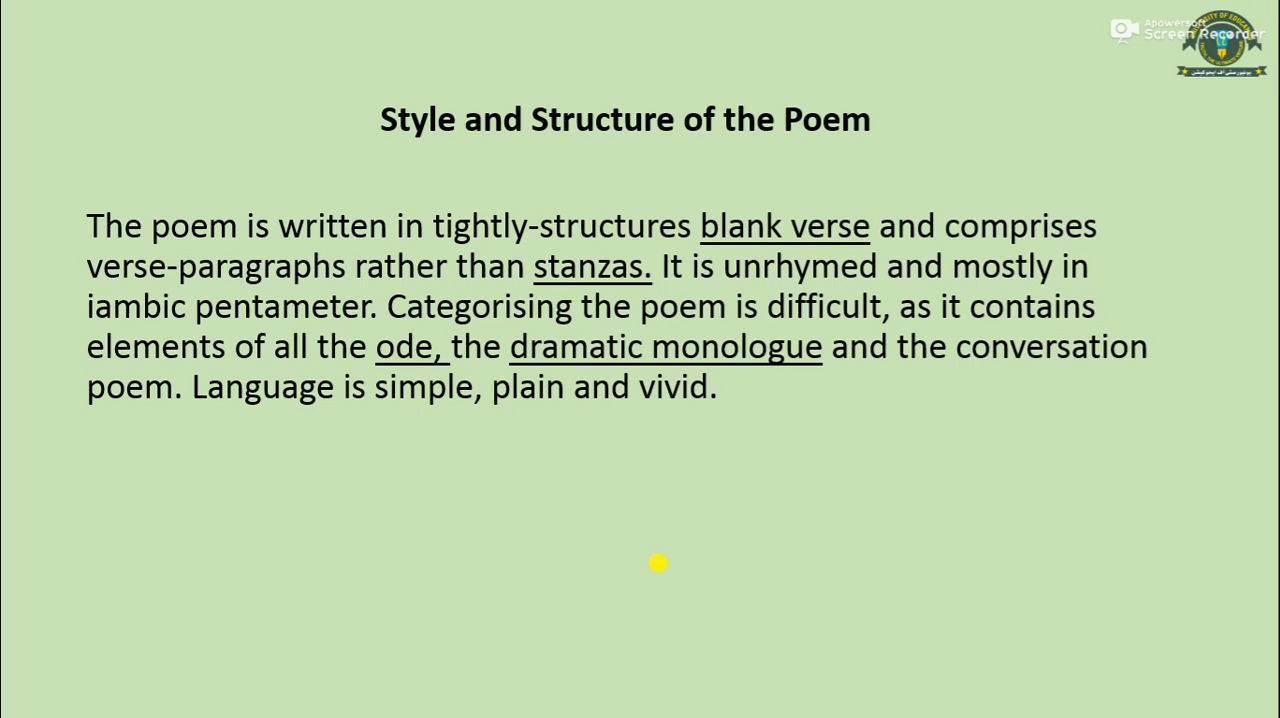 Apowersoft
Screen Recorder
Style and Structure of the Poem
The poem is written in tightly-structures blank verse and comprises
verse-paragraphs rather than stanzas. It is unrhymed and mostly in
iambic pentameter. Categorising the poem is difficult, as it contains
elements of all the ode, the dramatic monologue and the conversation
poem. Language is simple, plain and vivid.